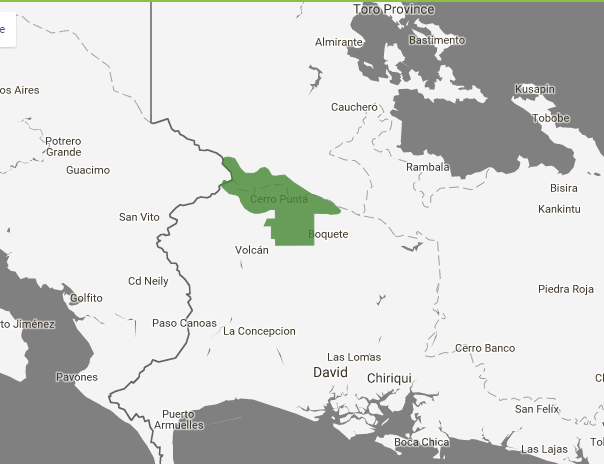 Toro Province
e
Almirante
Bastimento
os Aires
Kusapin
Cauchero
Tobobe
Potrero
Grande
Guacimo
Rambala
Bisira
Cerro Punta
Kankintu
San Vito
Boquete
Volcán
Cd Neily
Piedra Roja
Golfito
to Jiménez
Paso Canoas
La Concepcion
Cerro Banco
Las Lomas
David
Chiriqui
Pavones
Ch
San Felix
Puerto
Armuelles
Boca Chica
Las Lajas
Tol